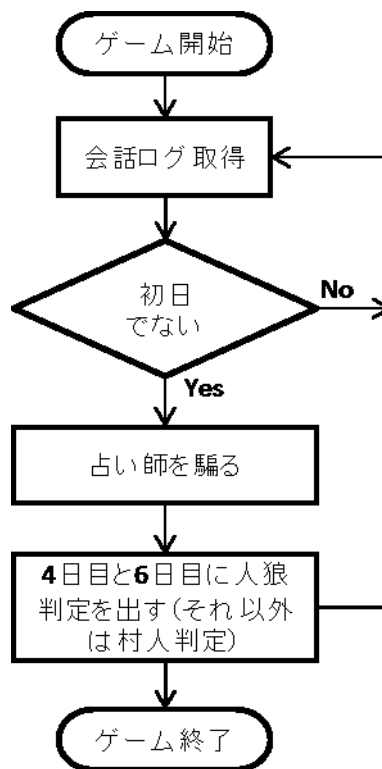 ゲーム開始
会話ログ取得
初日
でない
No
Yes
占い師を騙る
4日目と6日目に人狼
判定を出す(それ以外
は村人判定)
ゲーム終了